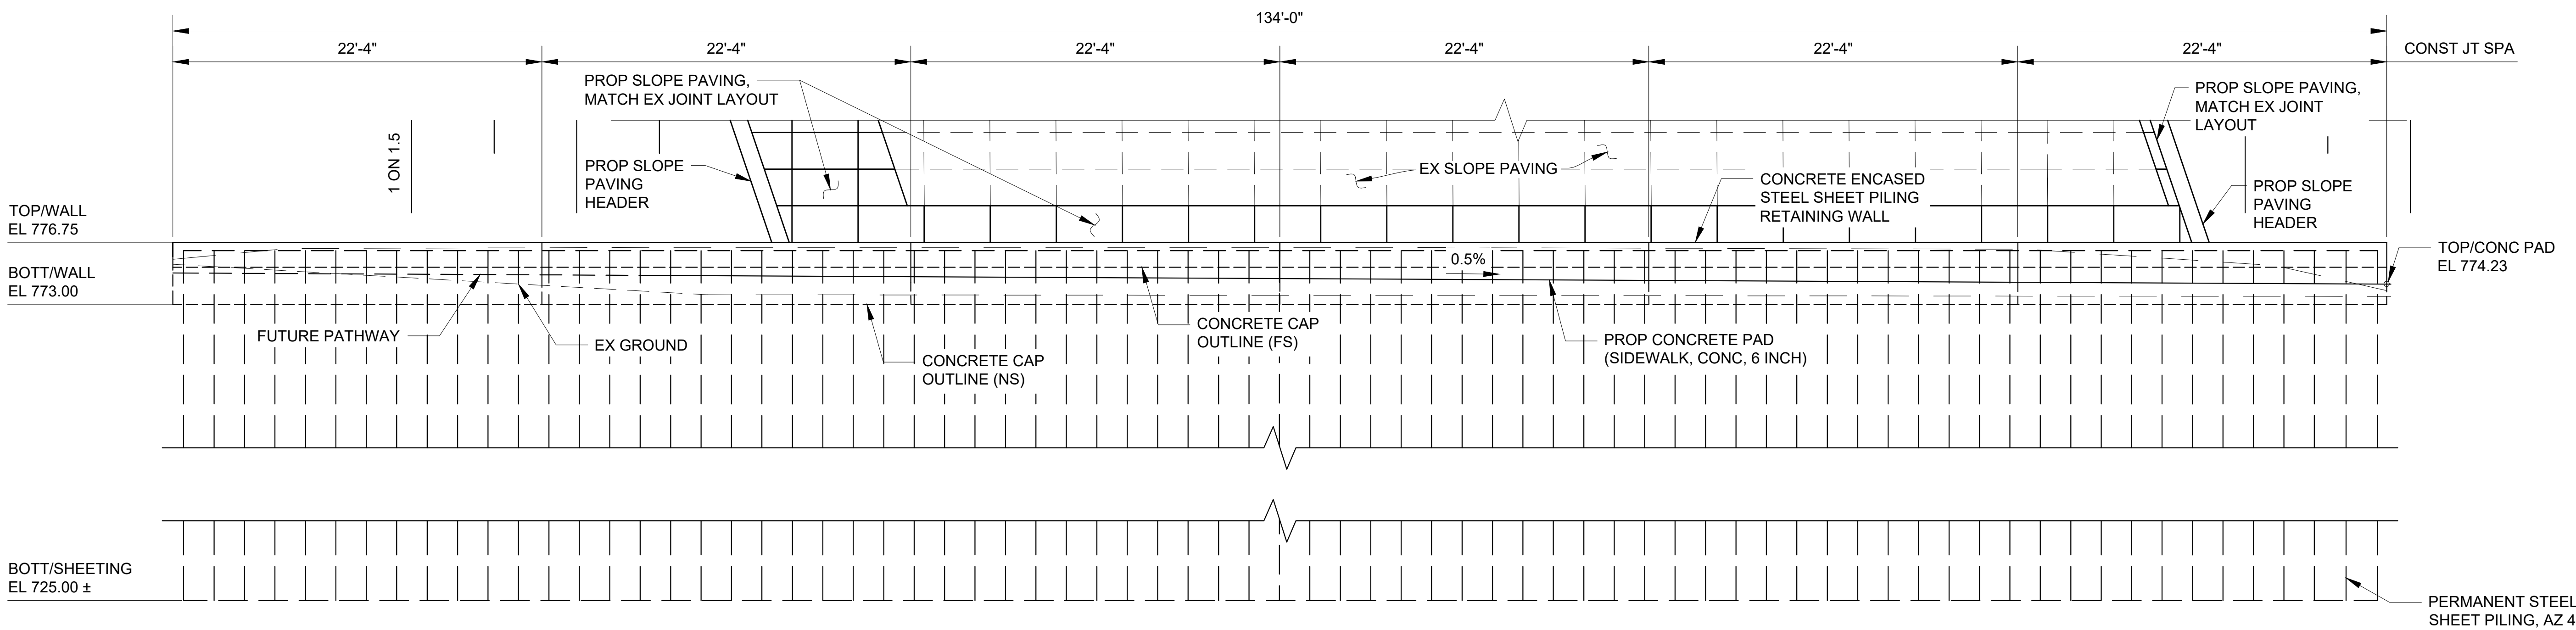 134'-0"
22'-4"
22'-4"
22'-4"
22'-4"
22'-4"
22'-4"
CONST JT SPA
PROP SLOPE PAVING,
MATCH EX JOINT LAYOUT
PROP SLOPE PAVING,
MATCH EX JOINT
LAYOUT
1 ON 1.5
PROP SLOPE
PAVING
HEADER
EX SLOPE PAVING
CONCRETE ENCASED
STEEL SHEET PILING
RETAINING WALL
PROP SLOPE
PAVING
HEADER
TOP/WALL
EL 776.75
BOTT/WALL
EL 773.00
0.5%
TOP/CONC PAD
EL 774.23
FUTURE PATHWAY
EX GROUND
CONCRETE CAP
OUTLINE (NS)
CONCRETE CAP
OUTLINE (FS)
PROP CONCRETE PAD
(SIDEWALK, CONC, 6 INCH)
BOTT/SHEETING
EL 725.00 ±
PERMANENT STEEL
SHEET PILING, AZ 4